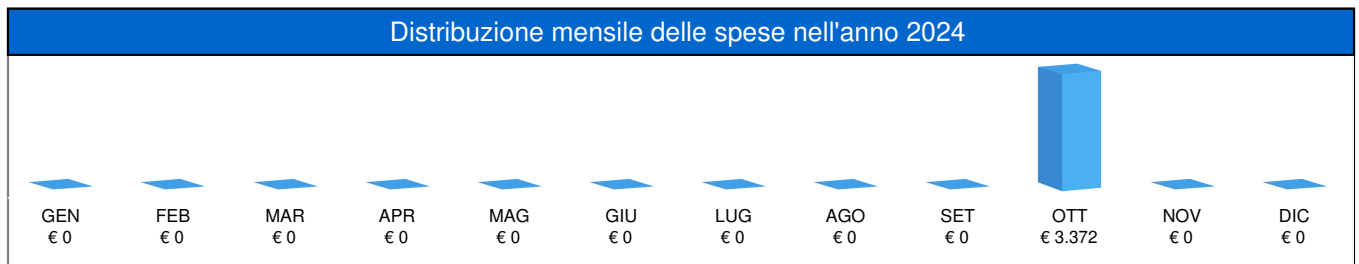 Distribuzione mensile delle spese nell'anno 2024
GEN FEB MAR APR MAG GIU LUG AGO SET OTT NOV DIC
€ 0 € 0 € 0 € 0 € 0 € 0 € 0 € 0 € 0 € 3.372 € 0 € 0